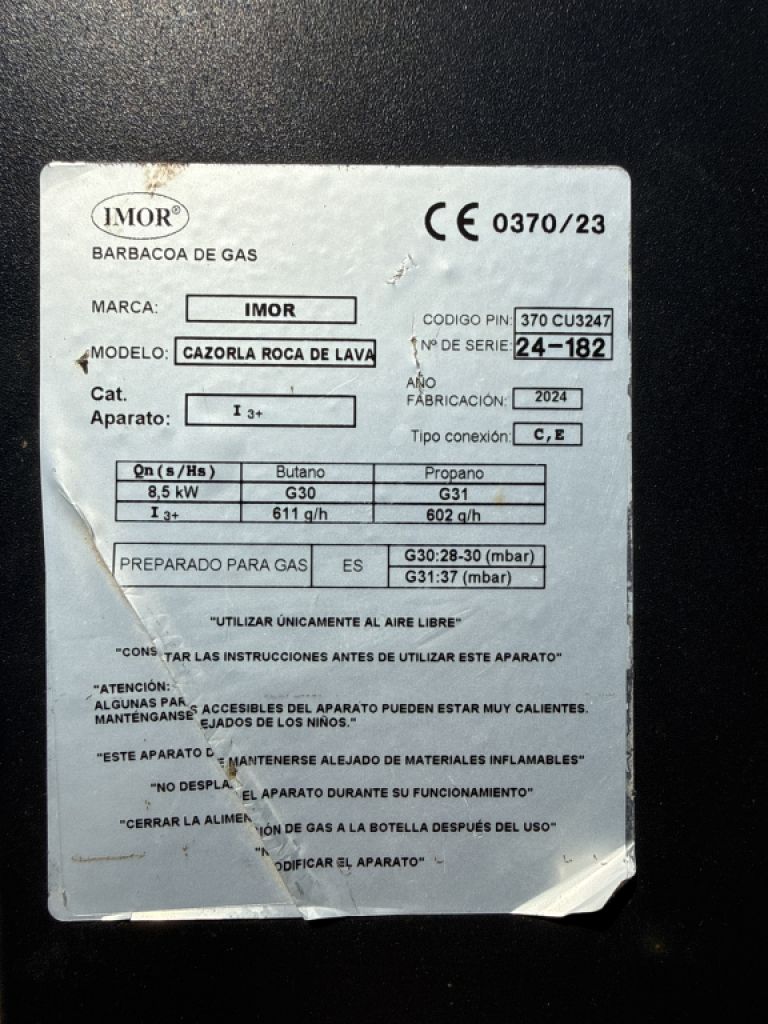 IMOR®
CE 0370/23
BARBACOA DE GAS
MARCA: IMOR
CODIGO PIN: 370 CU3247
MODELO: CAZORLA ROCA DE LAVA
Nº DE SERIE: 24-182
Cat.
Aparato: I 3+
AÑO
FABRICACIÓN: 2024
Tipo conexión: C,E
Qn(s/Hs) Butano Propano
8,5 kW G30 G31
I 3+ 611 g/h 602 g/h
PREPARADO PARA GAS ES G30:28-30 (mbar)
G31:37 (mbar)
"UTILIZAR ÚNICAMENTE AL AIRE LIBRE"
"CONS TAR LAS INSTRUCCIONES ANTES DE UTILIZAR ESTE APARATO"
"ATENCIÓN:
ALGUNAS PAR S ACCESIBLES DEL APARATO PUEDEN ESTAR MUY CALIENTES.
MANTÉNGANSE EJADOS DE LOS NIÑOS."
"ESTE APARATO D E MANTENERSE ALEJADO DE MATERIALES INFLAMABLES"
"NO DESPLA EL APARATO DURANTE SU FUNCIONAMIENTO"
"CERRAR LA ALIMEN IÓN DE GAS A LA BOTELLA DESPUÉS DEL USO"
"N ODIFICAR EL APARATO"